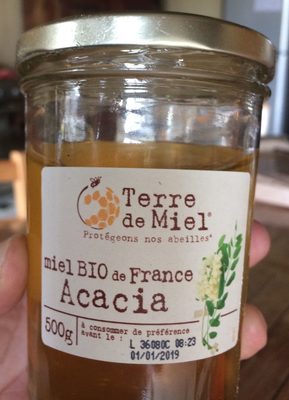 Terre
de Miel®
Protégeons nos abeilles*
miel BIO de France
Acacia
500g
à consommer de préférence
avant le :
L 36080C 08:23
01/01/2019